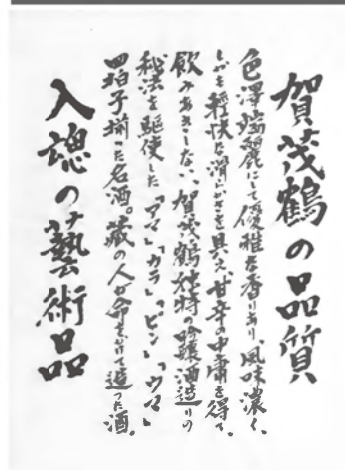 賀茂鶴の品質
色澤端麗にして優雅な香りあり、風味濃く、
しかも軽快な滑らかさを具え、甘辛の中庸を得て、
飲みあきしない、賀茂鶴独特の吟醸酒造りの
秘法を駆使した「アマ」「カラ」「ピン」「ウマ」
四拍子揃った名酒。藏の人が命をかけて造った酒。
入魂の藝術品